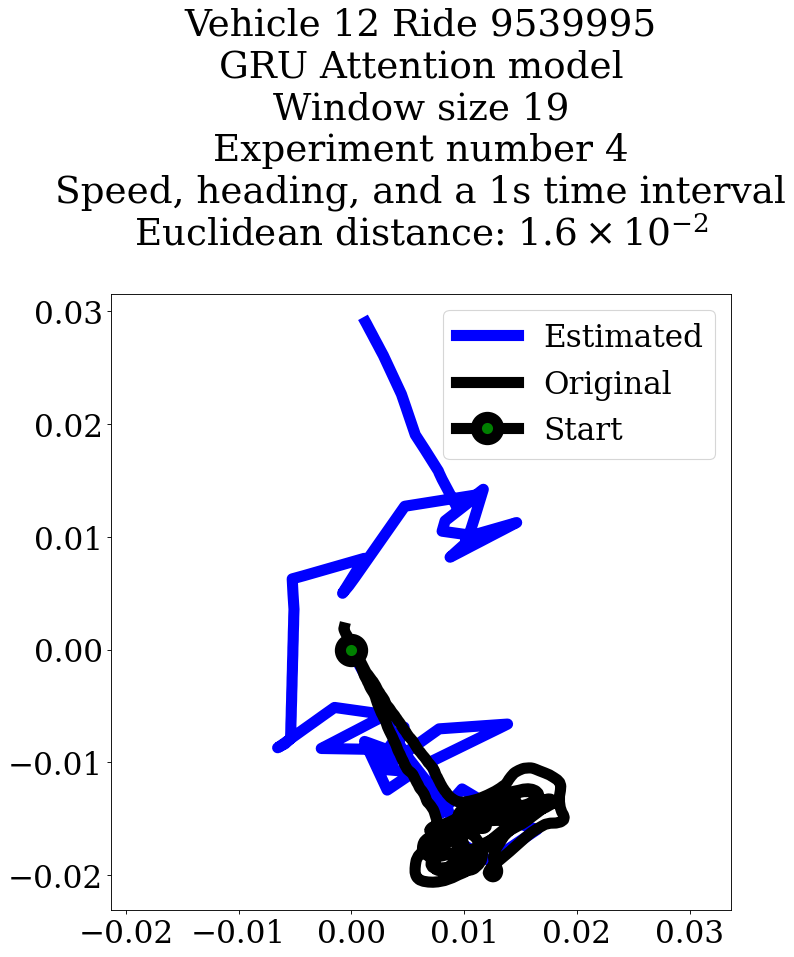 Vehicle 12 Ride 9539995
GRU Attention model
Window size 19
Experiment number 4
Speed, heading, and a 1s time interval
Euclidean distance: 1.6 × 10⁻²
0.03
0.02
0.01
0.00
−0.01
−0.02
Estimated
Original
Start
−0.02 −0.01 0.00 0.01 0.02 0.03